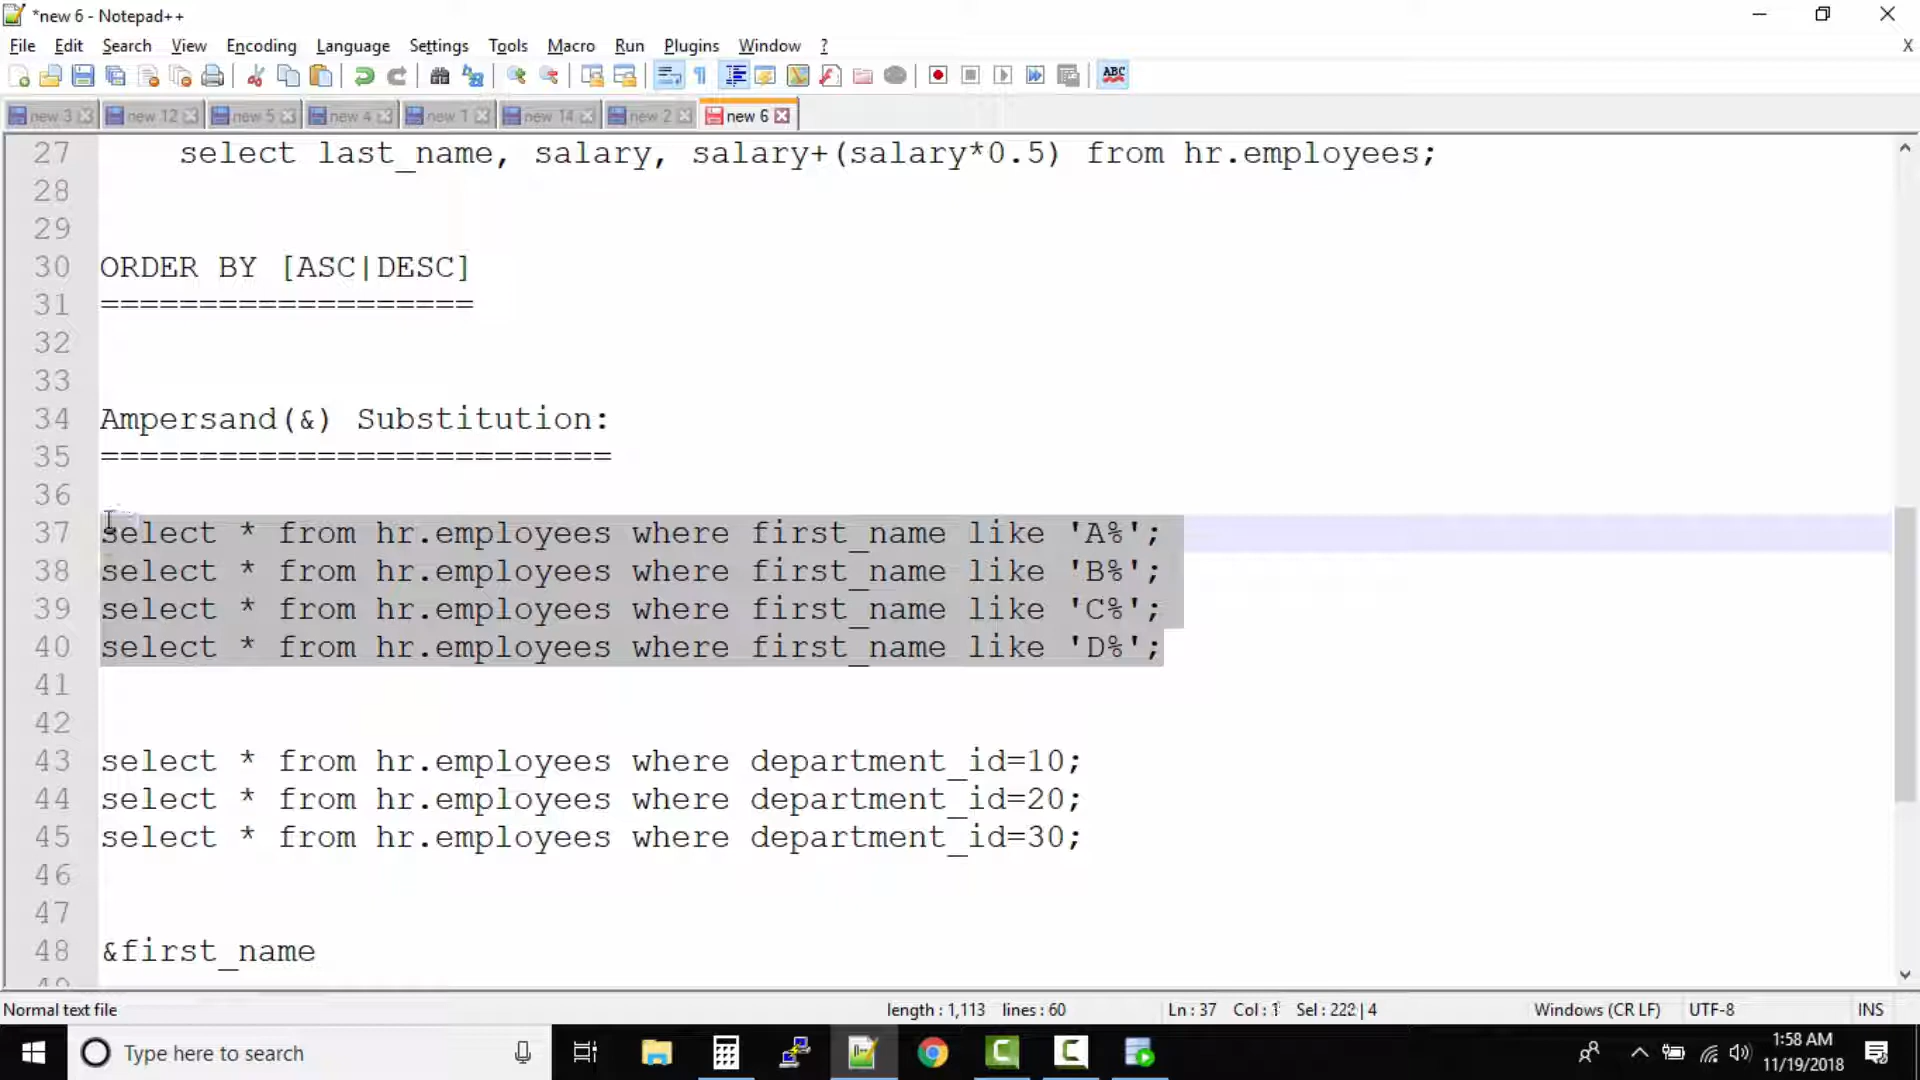 *new 6 - Notepad++
File Edit Search View Encoding Language Settings Tools Macro Run Plugins Window ? X
ABC
new 3 new 12 new 5 new 4 new 1 new 14 new 2 new 6
27 select last_name, salary, salary+(salary*0.5) from hr.employees;
28
29
30 ORDER BY [ASC|DESC]
31 ===================
32
33
34 Ampersand(&) Substitution:
35 ==========================
36
37 select * from hr.employees where first_name like 'A%';
38 select * from hr.employees where first_name like 'B%';
39 select * from hr.employees where first_name like 'C%';
40 select * from hr.employees where first_name like 'D%';
41
42
43 select * from hr.employees where department_id=10;
44 select * from hr.employees where department_id=20;
45 select * from hr.employees where department_id=30;
46
47
48 &first_name
49
Normal text file length : 1,113 lines : 60 Ln : 37 Col : 1 Sel : 222 | 4 Windows (CR LF) UTF-8 INS
Type here to search
1:58 AM
11/19/2018